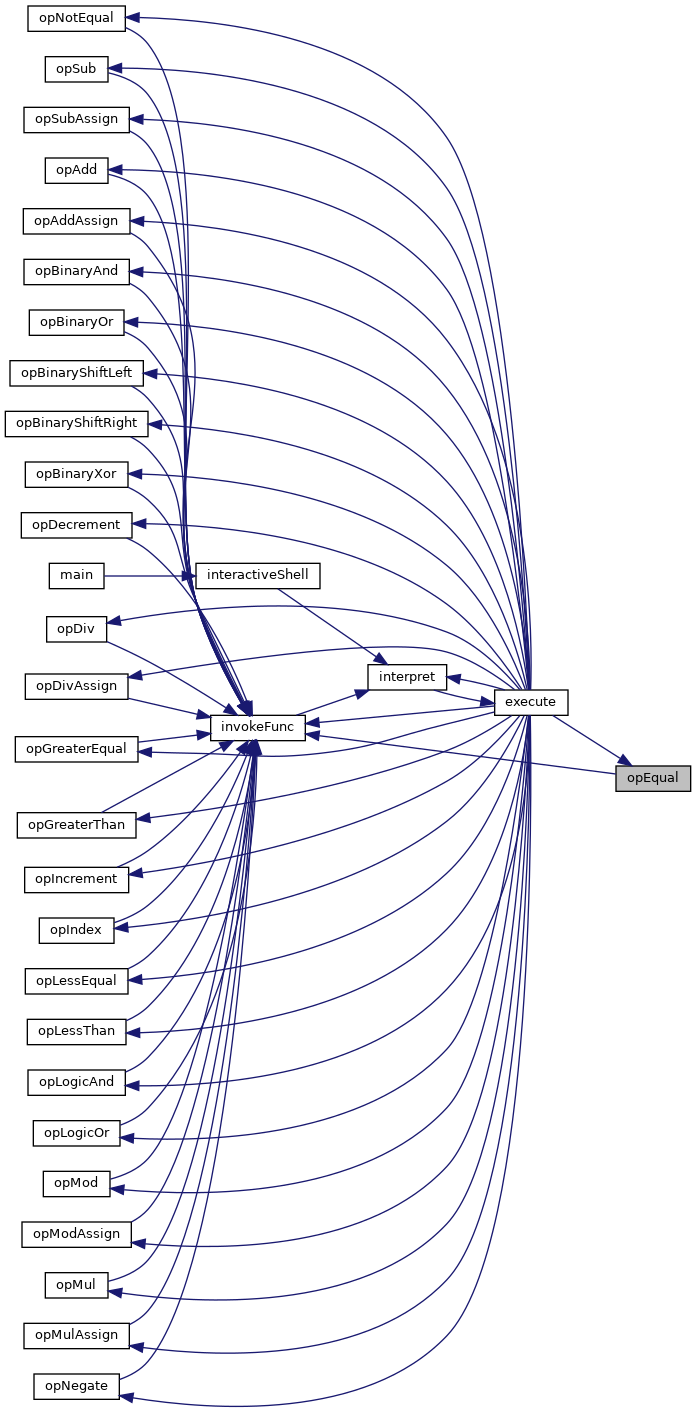 opNotEqual
opSub
opSubAssign
opAdd
opAddAssign
opBinaryAnd
opBinaryOr
opBinaryShiftLeft
opBinaryShiftRight
opBinaryXor
opDecrement
main
interactiveShell
opDiv
interpret
opDivAssign
execute
invokeFunc
opGreaterEqual
opEqual
opGreaterThan
opIncrement
opIndex
opLessEqual
opLessThan
opLogicAnd
opLogicOr
opMod
opModAssign
opMul
opMulAssign
opNegate